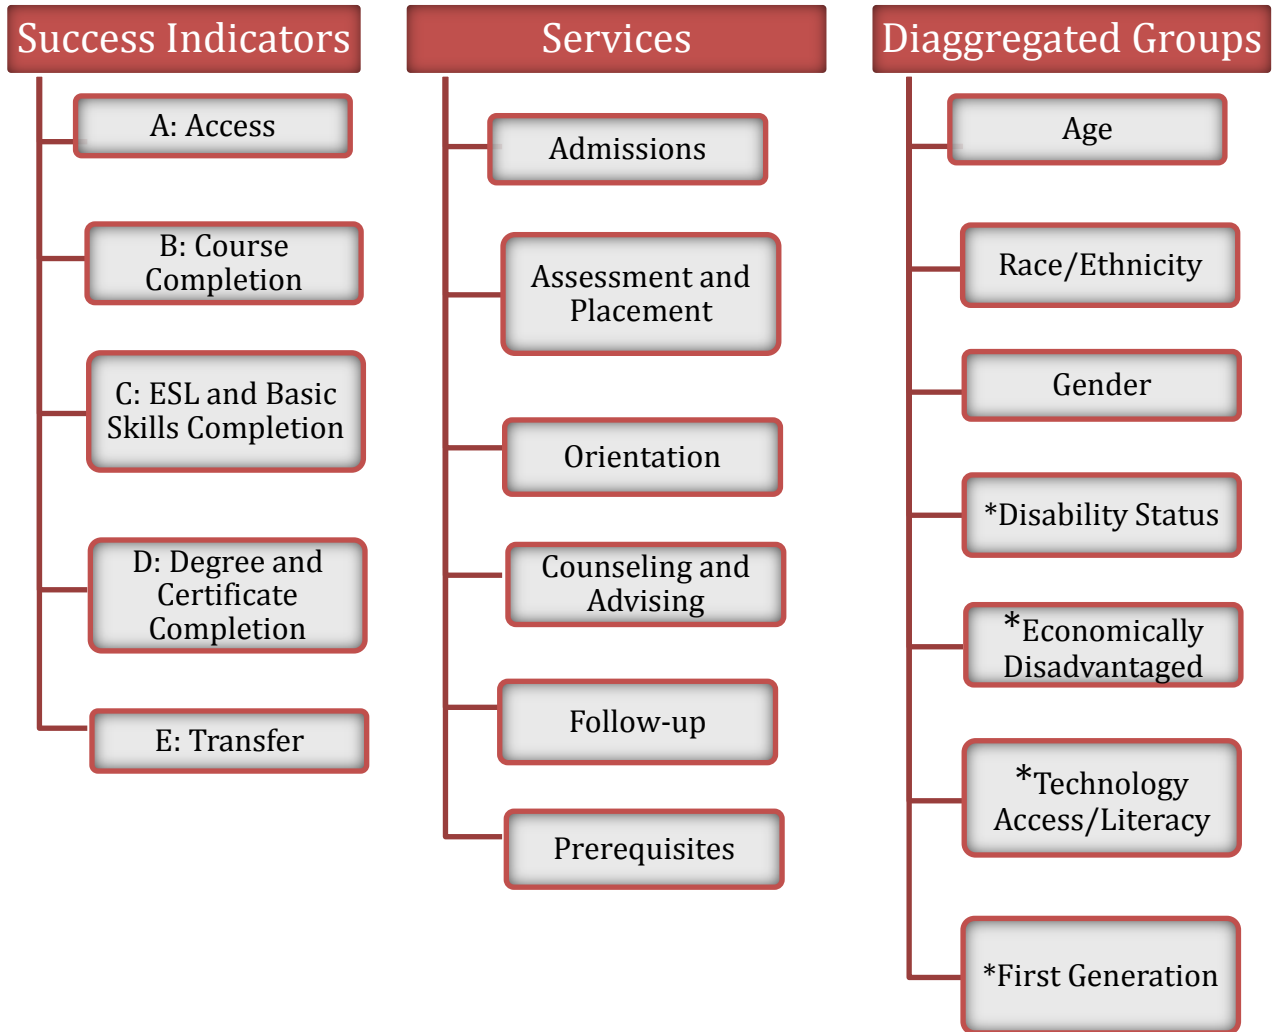 Success Indicators
A: Access
B: Course
Completion
C: ESL and Basic
Skills Completion
D: Degree and
Certificate
Completion
E: Transfer
Services
Admissions
Assessment and
Placement
Orientation
Counseling and
Advising
Follow-up
Prerequisites
Diaggregated Groups
Age
Race/Ethnicity
Gender
*Disability Status
*Economically
Disadvantaged
*Technology
Access/Literacy
*First Generation